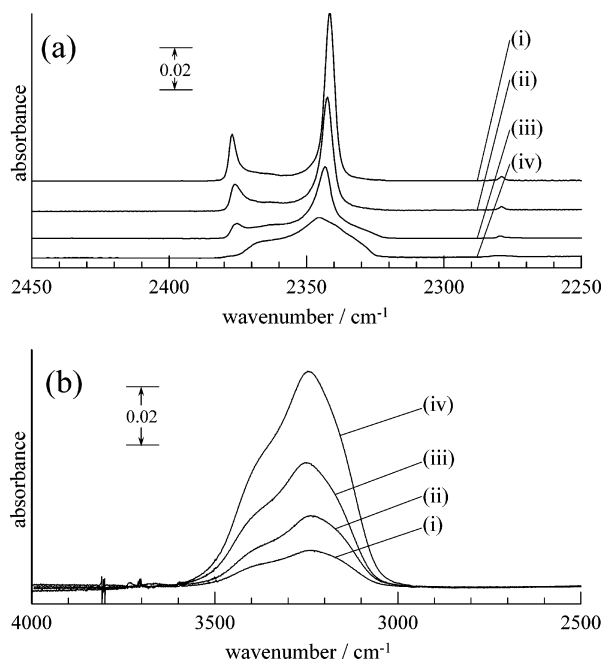 (a)
0.02
(i)
(ii)
(iii)
(iv)
absorbance
2450
2400
2350
2300
2250
wavenumber / cm-1
(b)
0.02
(iv)
(iii)
(ii)
(i)
absorbance
4000
3500
3000
2500
wavenumber / cm-1